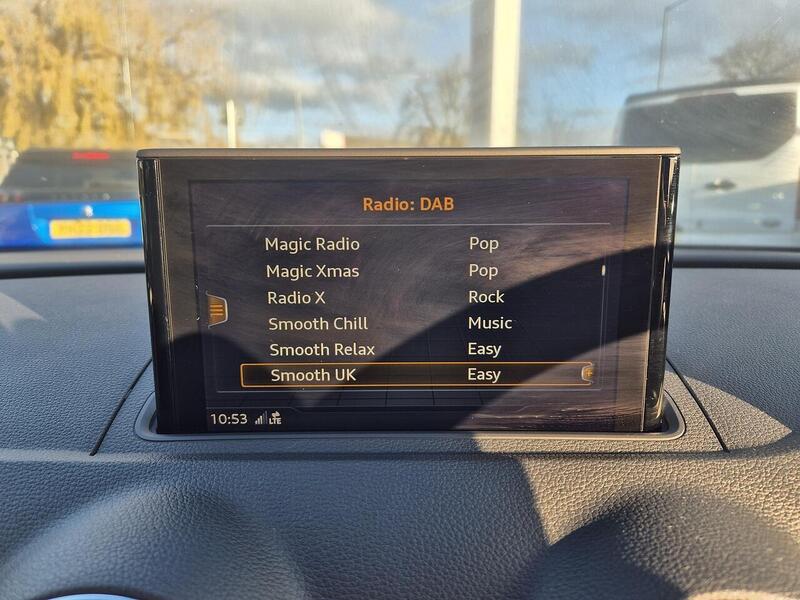 Radio: DAB
Magic Radio Pop
Magic Xmas Pop
Radio X Rock
Smooth Chill Music
Smooth Relax Easy
Smooth UK Easy
10:53 LTE